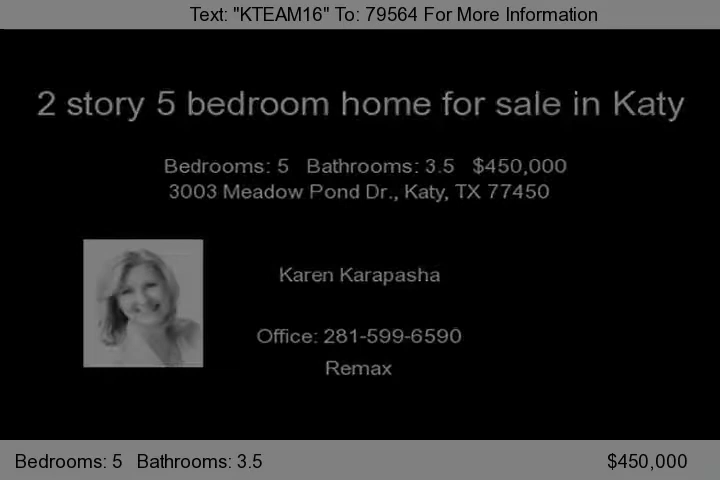 Text: "KTEAM16" To: 79564 For More Information
2 story 5 bedroom home for sale in Katy
Bedrooms: 5 Bathrooms: 3.5 $450,000
3003 Meadow Pond Dr., Katy, TX 77450
Karen Karapasha
Office: 281-599-6590
Remax
Bedrooms: 5 Bathrooms: 3.5 $450,000